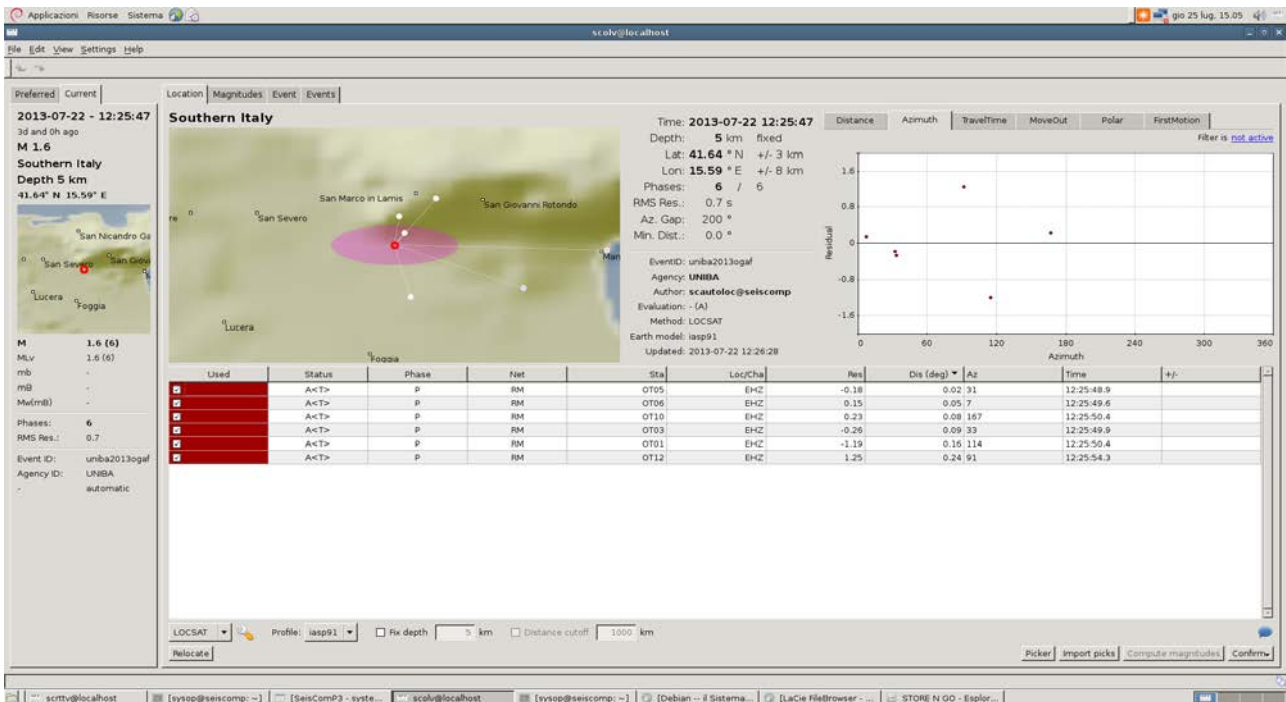 Applicazioni Risorse Sistema
gio 25 lug, 15.05
scolv@localhost
File Edit View Settings Help
Preferred Current
2013-07-22 - 12:25:47
3d and 0h ago
M 1.6
Southern Italy
Depth 5 km
41.64° N 15.59° E
San Nicandro Ga
San Severo
San Giov
Lucera
Foggia
M 1.6 (6)
MLv 1.6 (6)
mb -
mB -
Mw(mB) -
Phases: 6
RMS Res.: 0.7
Event ID: uniba2013ogaf
Agency ID: UNIBA
- automatic
Location Magnitudes Event Events
Southern Italy
San Marco in Lamis
San Giovanni Rotondo
re
San Severo
Man
Lucera
Foggia
Time: 2013-07-22 12:25:47
Depth: 5 km fixed
Lat: 41.64 ° N +/- 3 km
Lon: 15.59 ° E +/- 8 km
Phases: 6 / 6
RMS Res.: 0.7 s
Az. Gap: 200 °
Min. Dist.: 0.0 °
EventID: uniba2013ogaf
Agency: UNIBA
Author: scautoloc@seiscomp
Evaluation: - (A)
Method: LOCSAT
Earth model: iasp91
Updated: 2013-07-22 12:26:28
Distance Azimuth TravelTime MoveOut Polar FirstMotion
Filter is not active
1.6
0.8
0
-0.8
-1.6
Residual
0 60 120 180 240 300 360
Azimuth
Used Status Phase Net Sta Loc/Cha Res Dis (deg) Az Time +/-
A<T> P RM OT05 EHZ -0.18 0.02 31 12:25:48.9
A<T> P RM OT06 EHZ 0.15 0.05 7 12:25:49.6
A<T> P RM OT10 EHZ 0.23 0.08 167 12:25:50.4
A<T> P RM OT03 EHZ -0.26 0.09 33 12:25:49.9
A<T> P RM OT01 EHZ -1.19 0.16 114 12:25:50.4
A<T> P RM OT12 EHZ 1.25 0.24 91 12:25:54.3
LOCSAT Profile: iasp91 Fix depth 5 km Distance cutoff 1000 km
Relocate
Picker Import picks Compute magnitudes Confirm
scrttv@localhost [sysop@seiscomp: ~] [SeisComP3 - syste... scolv@localhost [sysop@seiscomp: ~] [Debian -- il Sistema... [LaCie FileBrowser - ... STORE N GO - Esplor...